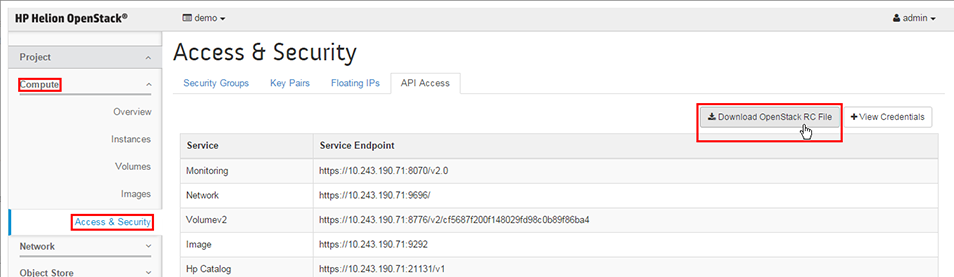 HP Helion OpenStack®
demo
admin
Project
Compute
Overview
Instances
Volumes
Images
Access & Security
Network
Object Store
Access & Security
Security Groups
Key Pairs
Floating IPs
API Access
Download OpenStack RC File
View Credentials
Service Service Endpoint
Monitoring https://10.243.190.71:8070/v2.0
Network https://10.243.190.71:9696/
Volumev2 https://10.243.190.71:8776/v2/cf5687f200f148029fd98c0b89f86ba4
Image https://10.243.190.71:9292
Hp Catalog https://10.243.190.71:21131/v1